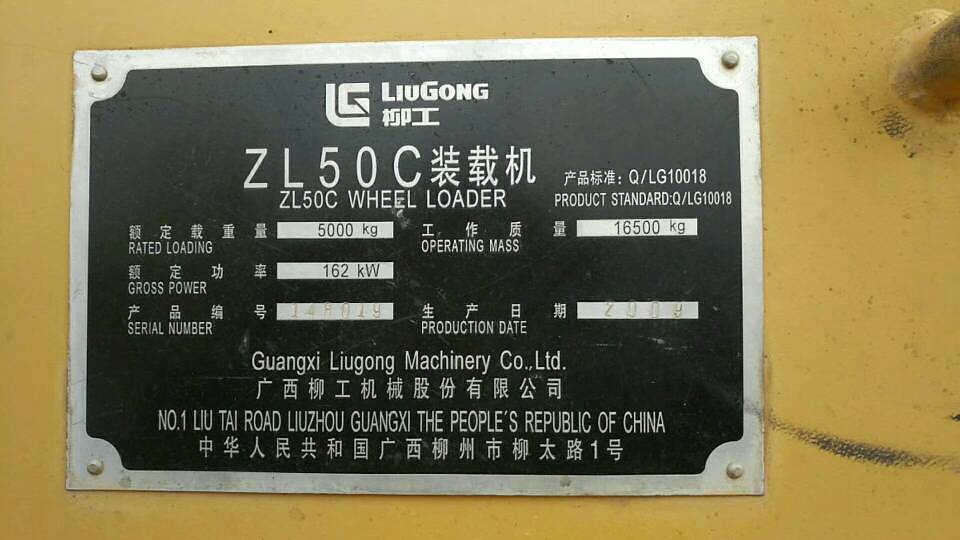 LG LIUGONG
柳工
ZL50C装载机 产品标准: Q/LG10018
ZL50C WHEEL LOADER PRODUCT STANDARD:Q/LG10018
额定载重量 5000 kg 工作质量 16500 kg
RATED LOADING OPERATING MASS
额定功率 162 kW
GROSS POWER
产品编号 148019 生产日期 2009
SERIAL NUMBER PRODUCTION DATE
Guangxi Liugong Machinery Co.,Ltd.
广西柳工机械股份有限公司
NO.1 LIU TAI ROAD LIUZHOU GUANGXI THE PEOPLE'S REPUBLIC OF CHINA
中华人民共和国广西柳州市柳太路1号